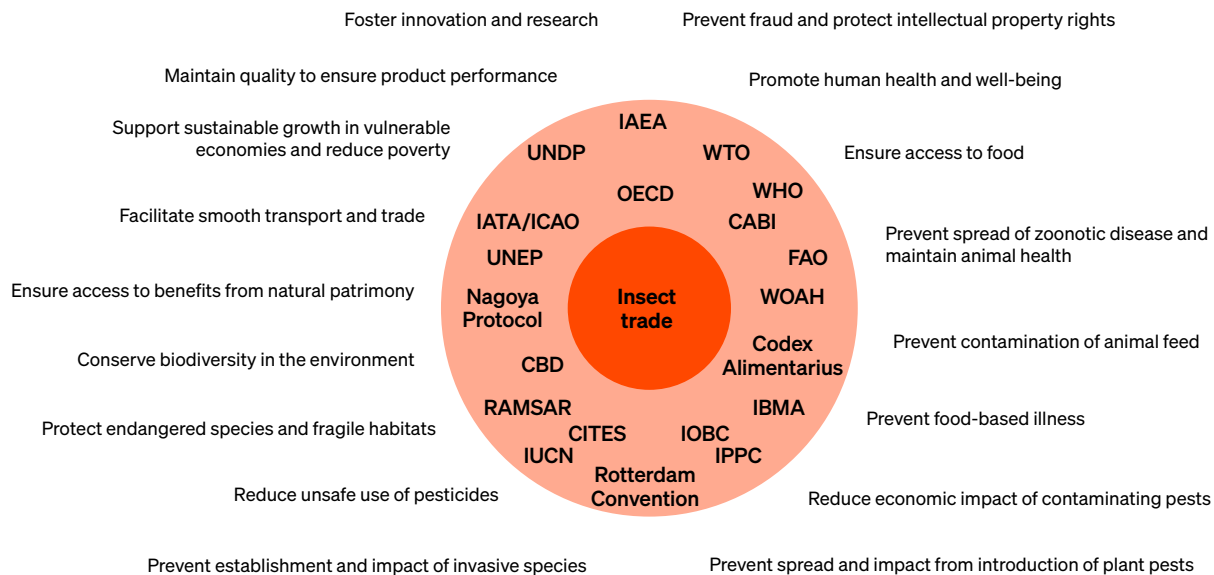 Foster innovation and research
Prevent fraud and protect intellectual property rights
Maintain quality to ensure product performance
Promote human health and well-being
Support sustainable growth in vulnerable
economies and reduce poverty
Ensure access to food
Facilitate smooth transport and trade
Prevent spread of zoonotic disease and
maintain animal health
Ensure access to benefits from natural patrimony
Prevent contamination of animal feed
Conserve biodiversity in the environment
Prevent food-based illness
Protect endangered species and fragile habitats
Reduce unsafe use of pesticides
Reduce economic impact of contaminating pests
Prevent establishment and impact of invasive species
Prevent spread and impact from introduction of plant pests
IAEA
UNDP
WTO
OECD
WHO
IATA/ICAO
CABI
UNEP
FAO
Nagoya
Protocol
WOAH
Insect
trade
CBD
Codex
Alimentarius
RAMSAR
IBMA
CITES
IOBC
IUCN
IPPC
Rotterdam
Convention